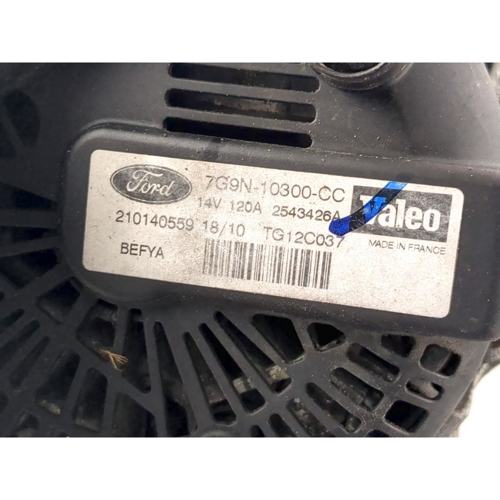 Ford 7G9N-10300-CC Valeo
14V 120A 2543426A
210140559 18/10 TG12C037 MADE IN FRANCE
BEFYA